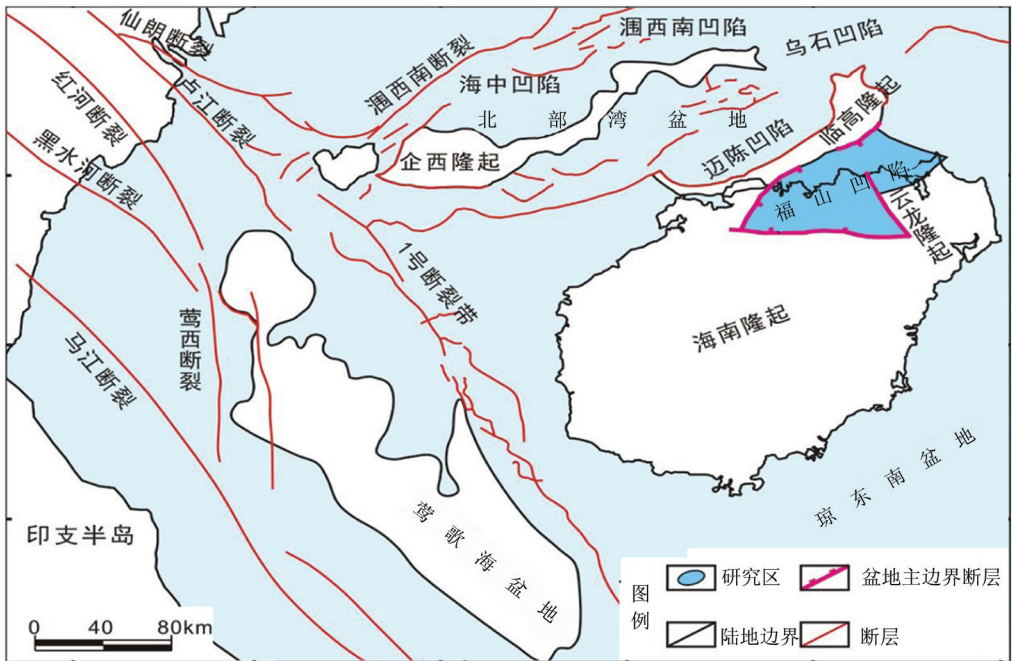 仙朗断裂
涠西南凹陷
乌石凹陷
红河断裂
卢江断裂
涠西南断裂
海中凹陷
北部湾盆地
临高隆起
黑水河断裂
企西隆起
迈陈凹陷
福山凹陷
云龙隆起
1号断裂带
莺西断裂
马江断裂
海南隆起
琼东南盆地
莺歌海盆地
印支半岛
图例
研究区
盆地主边界断层
陆地边界
断层
0 40 80km